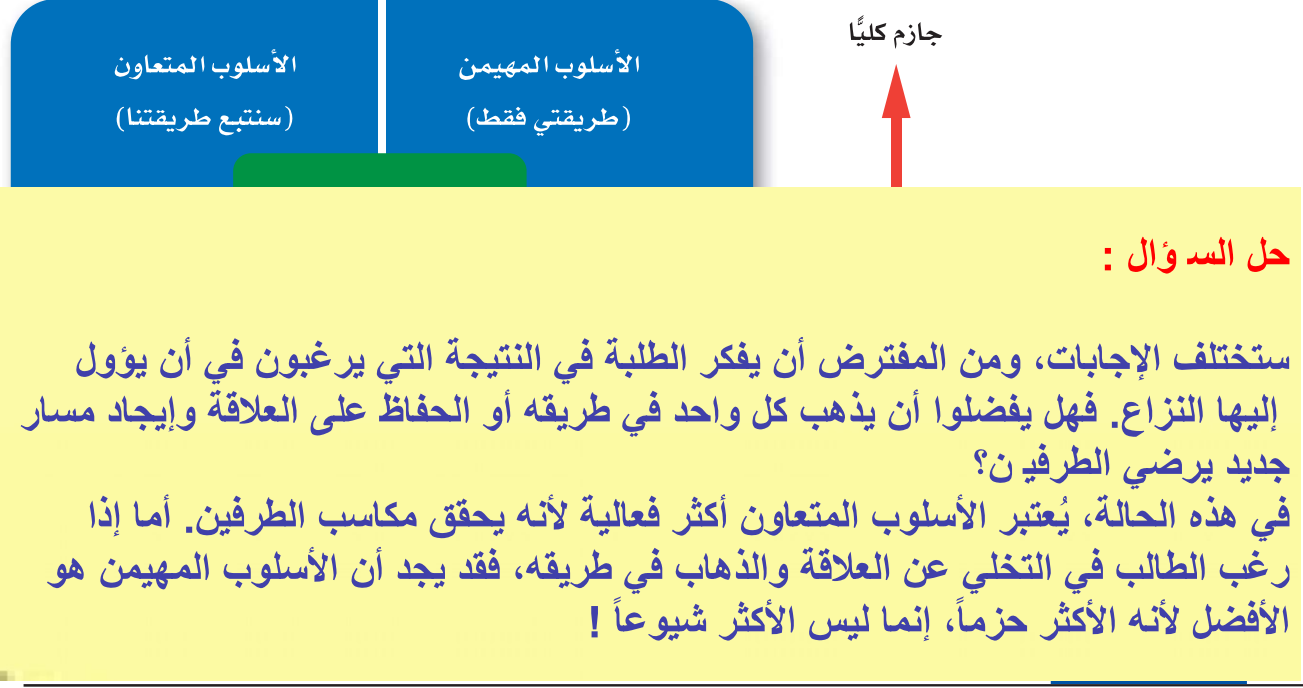 جازم كليًّا
الأسلوب المهيمن
(طريقتي فقط)
الأسلوب المتعاون
(سنتبع طريقتنا)
حل السـ ؤال :
ستختلف الإجابات، ومن المفترض أن يفكر الطلبة في النتيجة التي يرغبون في أن يؤول
إليها النزاع. فهل يفضلوا أن يذهب كل واحد في طريقه أو الحفاظ على العلاقة وإيجاد مسار
جديد يرضي الطرفيـ ن؟
في هذه الحالة، يُعتبر الأسلوب المتعاون أكثر فعالية لأنه يحقق مكاسب الطرفين. أما إذا
رغب الطالب في التخلي عن العلاقة والذهاب في طريقه، فقد يجد أن الأسلوب المهيمن هو
الأفضل لأنه الأكثر حزماً، إنما ليس الأكثر شيوعاً !